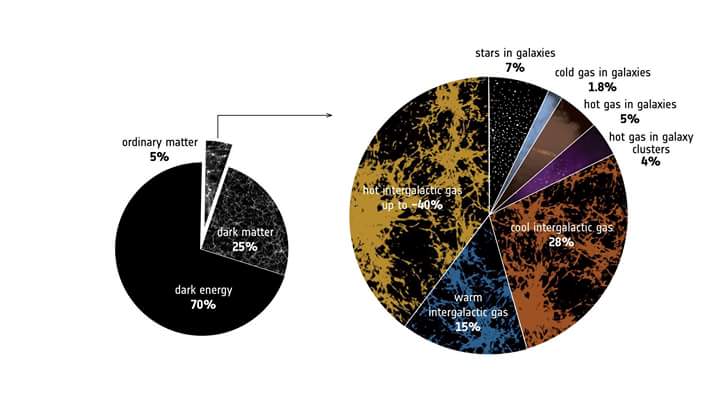 stars in galaxies
7%
cold gas in galaxies
1.8%
hot gas in galaxies
5%
hot gas in galaxy
clusters
4%
ordinary matter
5%
hot intergalactic gas
up to ~40%
dark matter
25%
cool intergalactic gas
28%
dark energy
70%
warm
intergalactic gas
15%